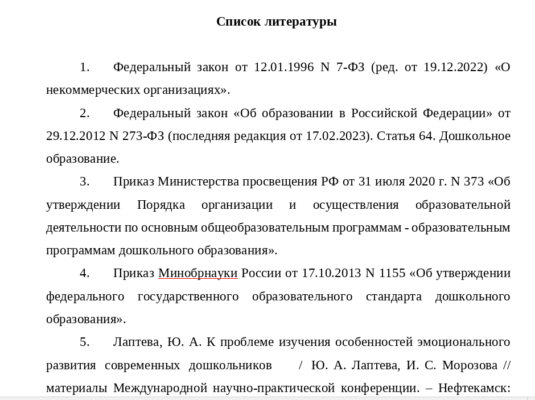 Список литературы
1. Федеральный закон от 12.01.1996 N 7-ФЗ (ред. от 19.12.2022) «О
некоммерческих организациях».
2. Федеральный закон «Об образовании в Российской Федерации» от
29.12.2012 N 273-ФЗ (последняя редакция от 17.02.2023). Статья 64. Дошкольное
образование.
3. Приказ Министерства просвещения РФ от 31 июля 2020 г. N 373 «Об
утверждении Порядка организации и осуществления образовательной
деятельности по основным общеобразовательным программам - образовательным
программам дошкольного образования».
4. Приказ Минобрнауки России от 17.10.2013 N 1155 «Об утверждении
федерального государственного образовательного стандарта дошкольного
образования».
5. Лаптева, Ю. А. К проблеме изучения особенностей эмоционального
развития современных дошкольников / Ю. А. Лаптева, И. С. Морозова //
материалы Международной научно-практической конференции. – Нефтекамск: